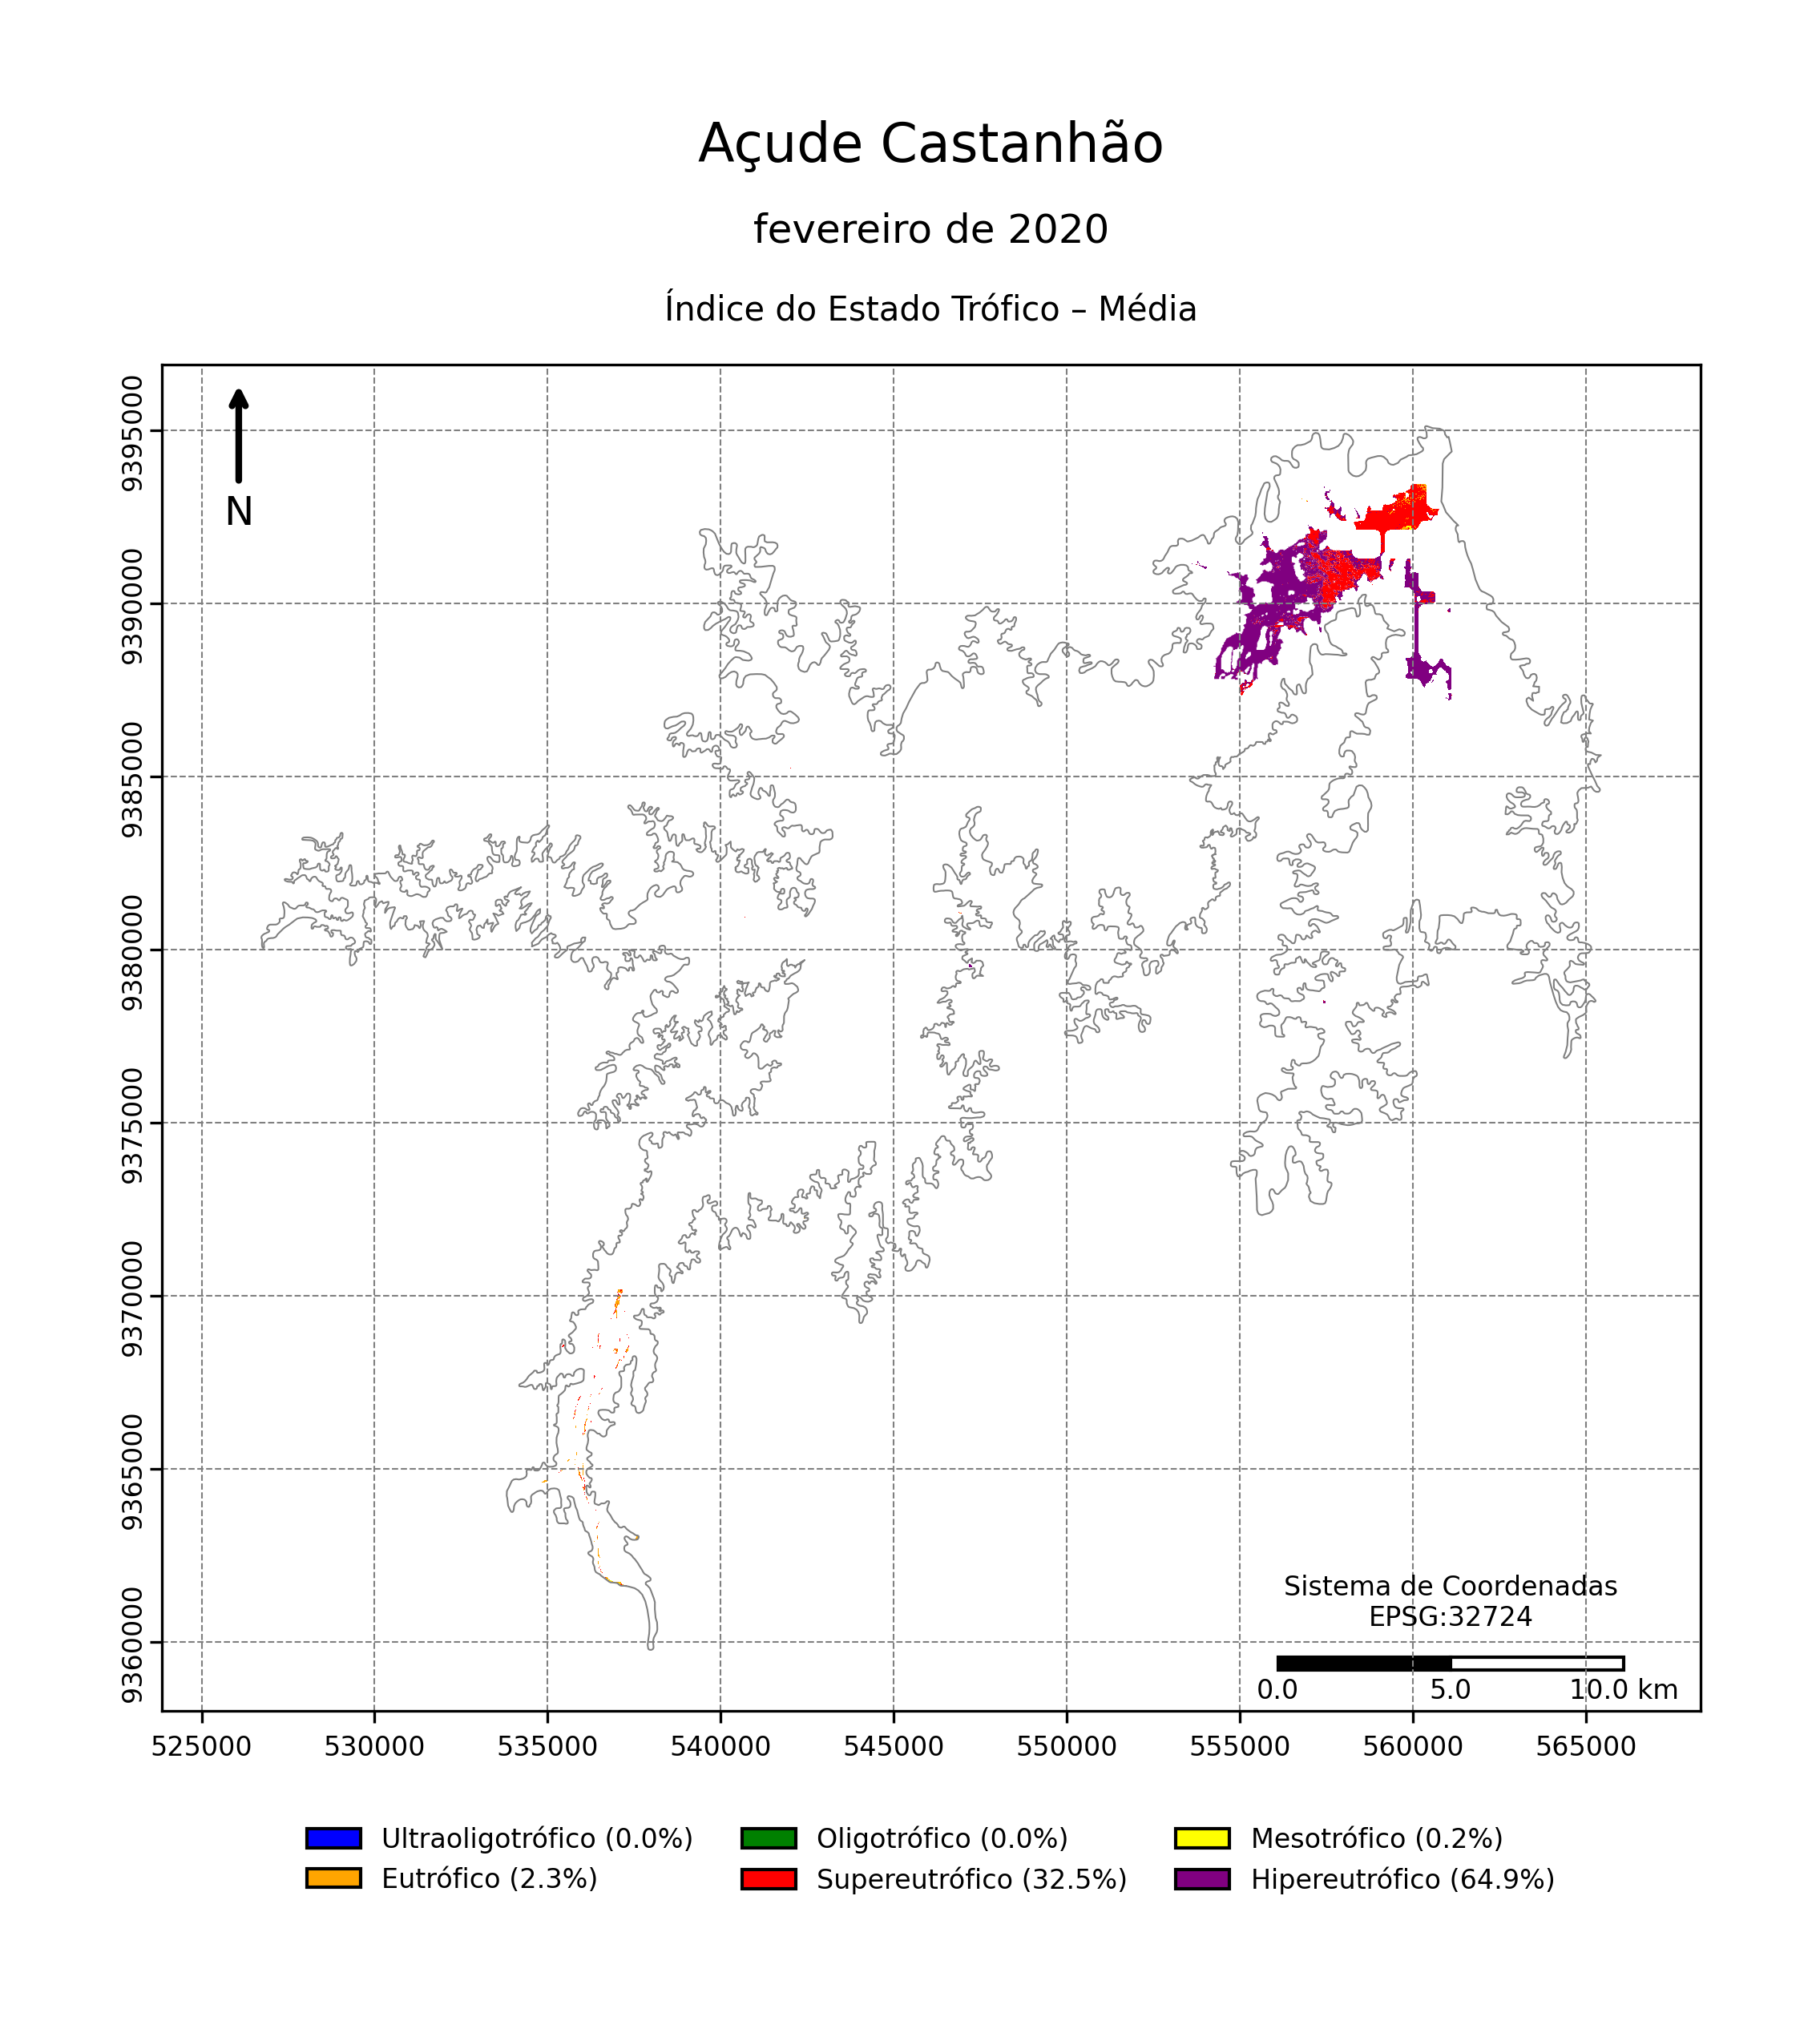 Açude Castanhão
fevereiro de 2020
Índice do Estado Trófico – Média
N
9395000
9390000
9385000
9380000
9375000
9370000
9365000
9360000
Sistema de Coordenadas
EPSG:32724
0.0 5.0 10.0 km
525000 530000 535000 540000 545000 550000 555000 560000 565000
Ultraoligotrófico (0.0%) Oligotrófico (0.0%) Mesotrófico (0.2%)
Eutrófico (2.3%) Supereutrófico (32.5%) Hipereutrófico (64.9%)